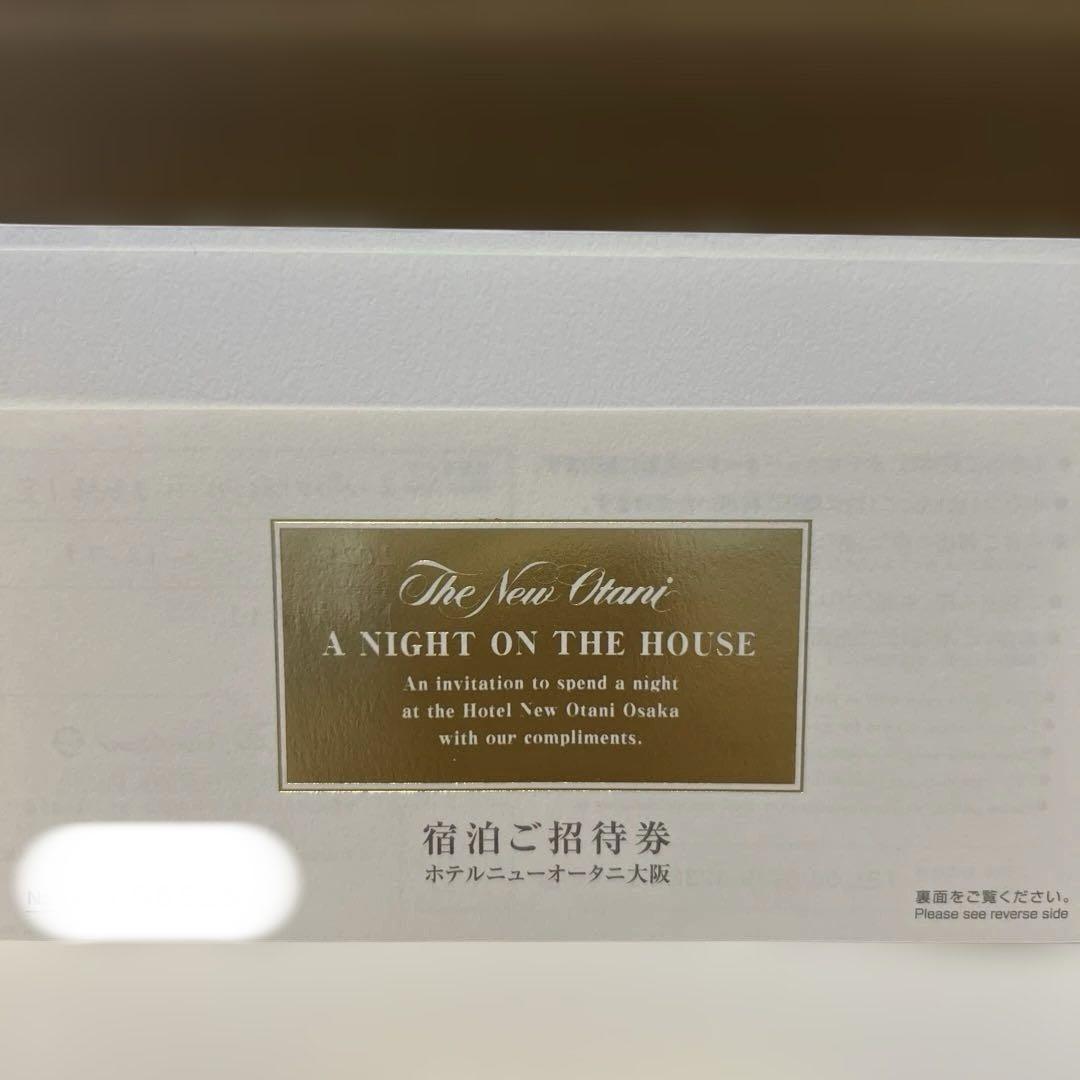 The New Otani
A NIGHT ON THE HOUSE
An invitation to spend a night
at the Hotel New Otani Osaka
with our compliments.
宿泊ご招待券
ホテルニューオータニ大阪
裏面をご覧ください。
Please see reverse side